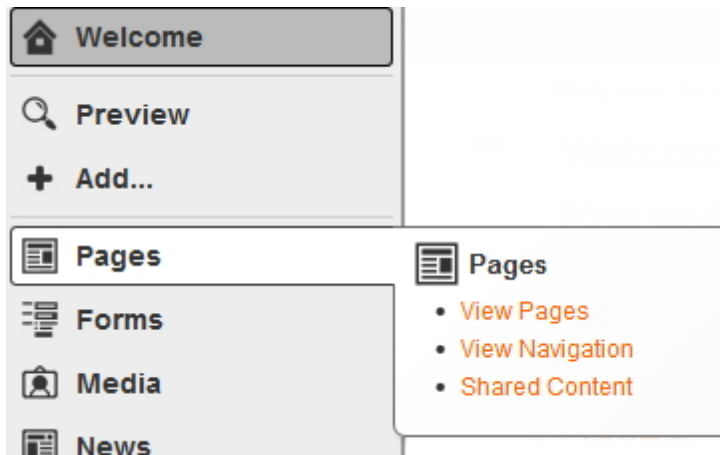 Welcome
Preview
Add...
Pages
Forms
Media
News
Pages
View Pages
View Navigation
Shared Content